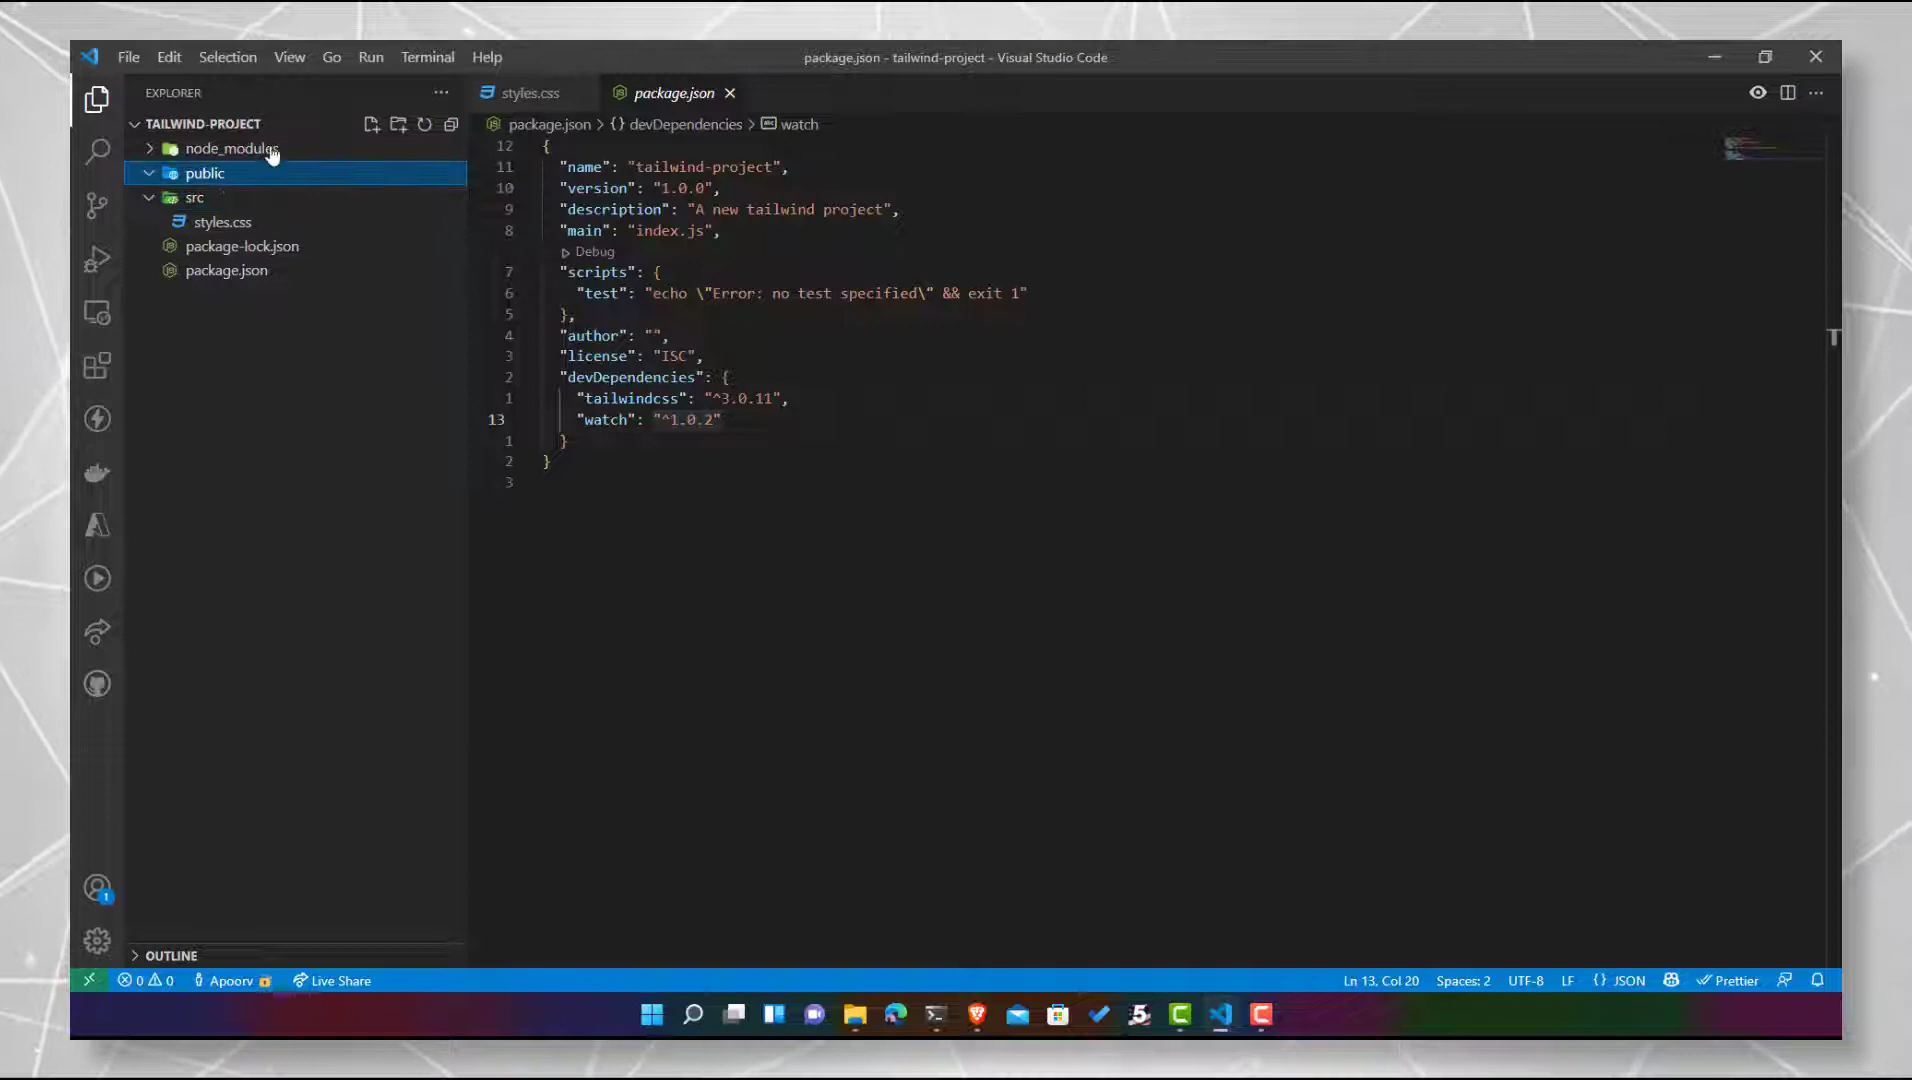 File Edit Selection View Go Run Terminal Help
package.json - tailwind-project - Visual Studio Code
EXPLORER
TAILWIND-PROJECT
node_modules
public
src
styles.css
package-lock.json
package.json
OUTLINE
styles.css package.json
package.json > {} devDependencies > watch
12 {
11 "name": "tailwind-project",
10 "version": "1.0.0",
9 "description": "A new tailwind project",
8 "main": "index.js",
Debug
7 "scripts": {
6 "test": "echo \"Error: no test specified\" && exit 1"
5 },
4 "author": "",
3 "license": "ISC",
2 "devDependencies": {
1 "tailwindcss": "^3.0.11",
13 "watch": "^1.0.2"
1 }
2 }
3
1
0 0 Apoorv Live Share Ln 13, Col 20 Spaces: 2 UTF-8 LF {} JSON Prettier